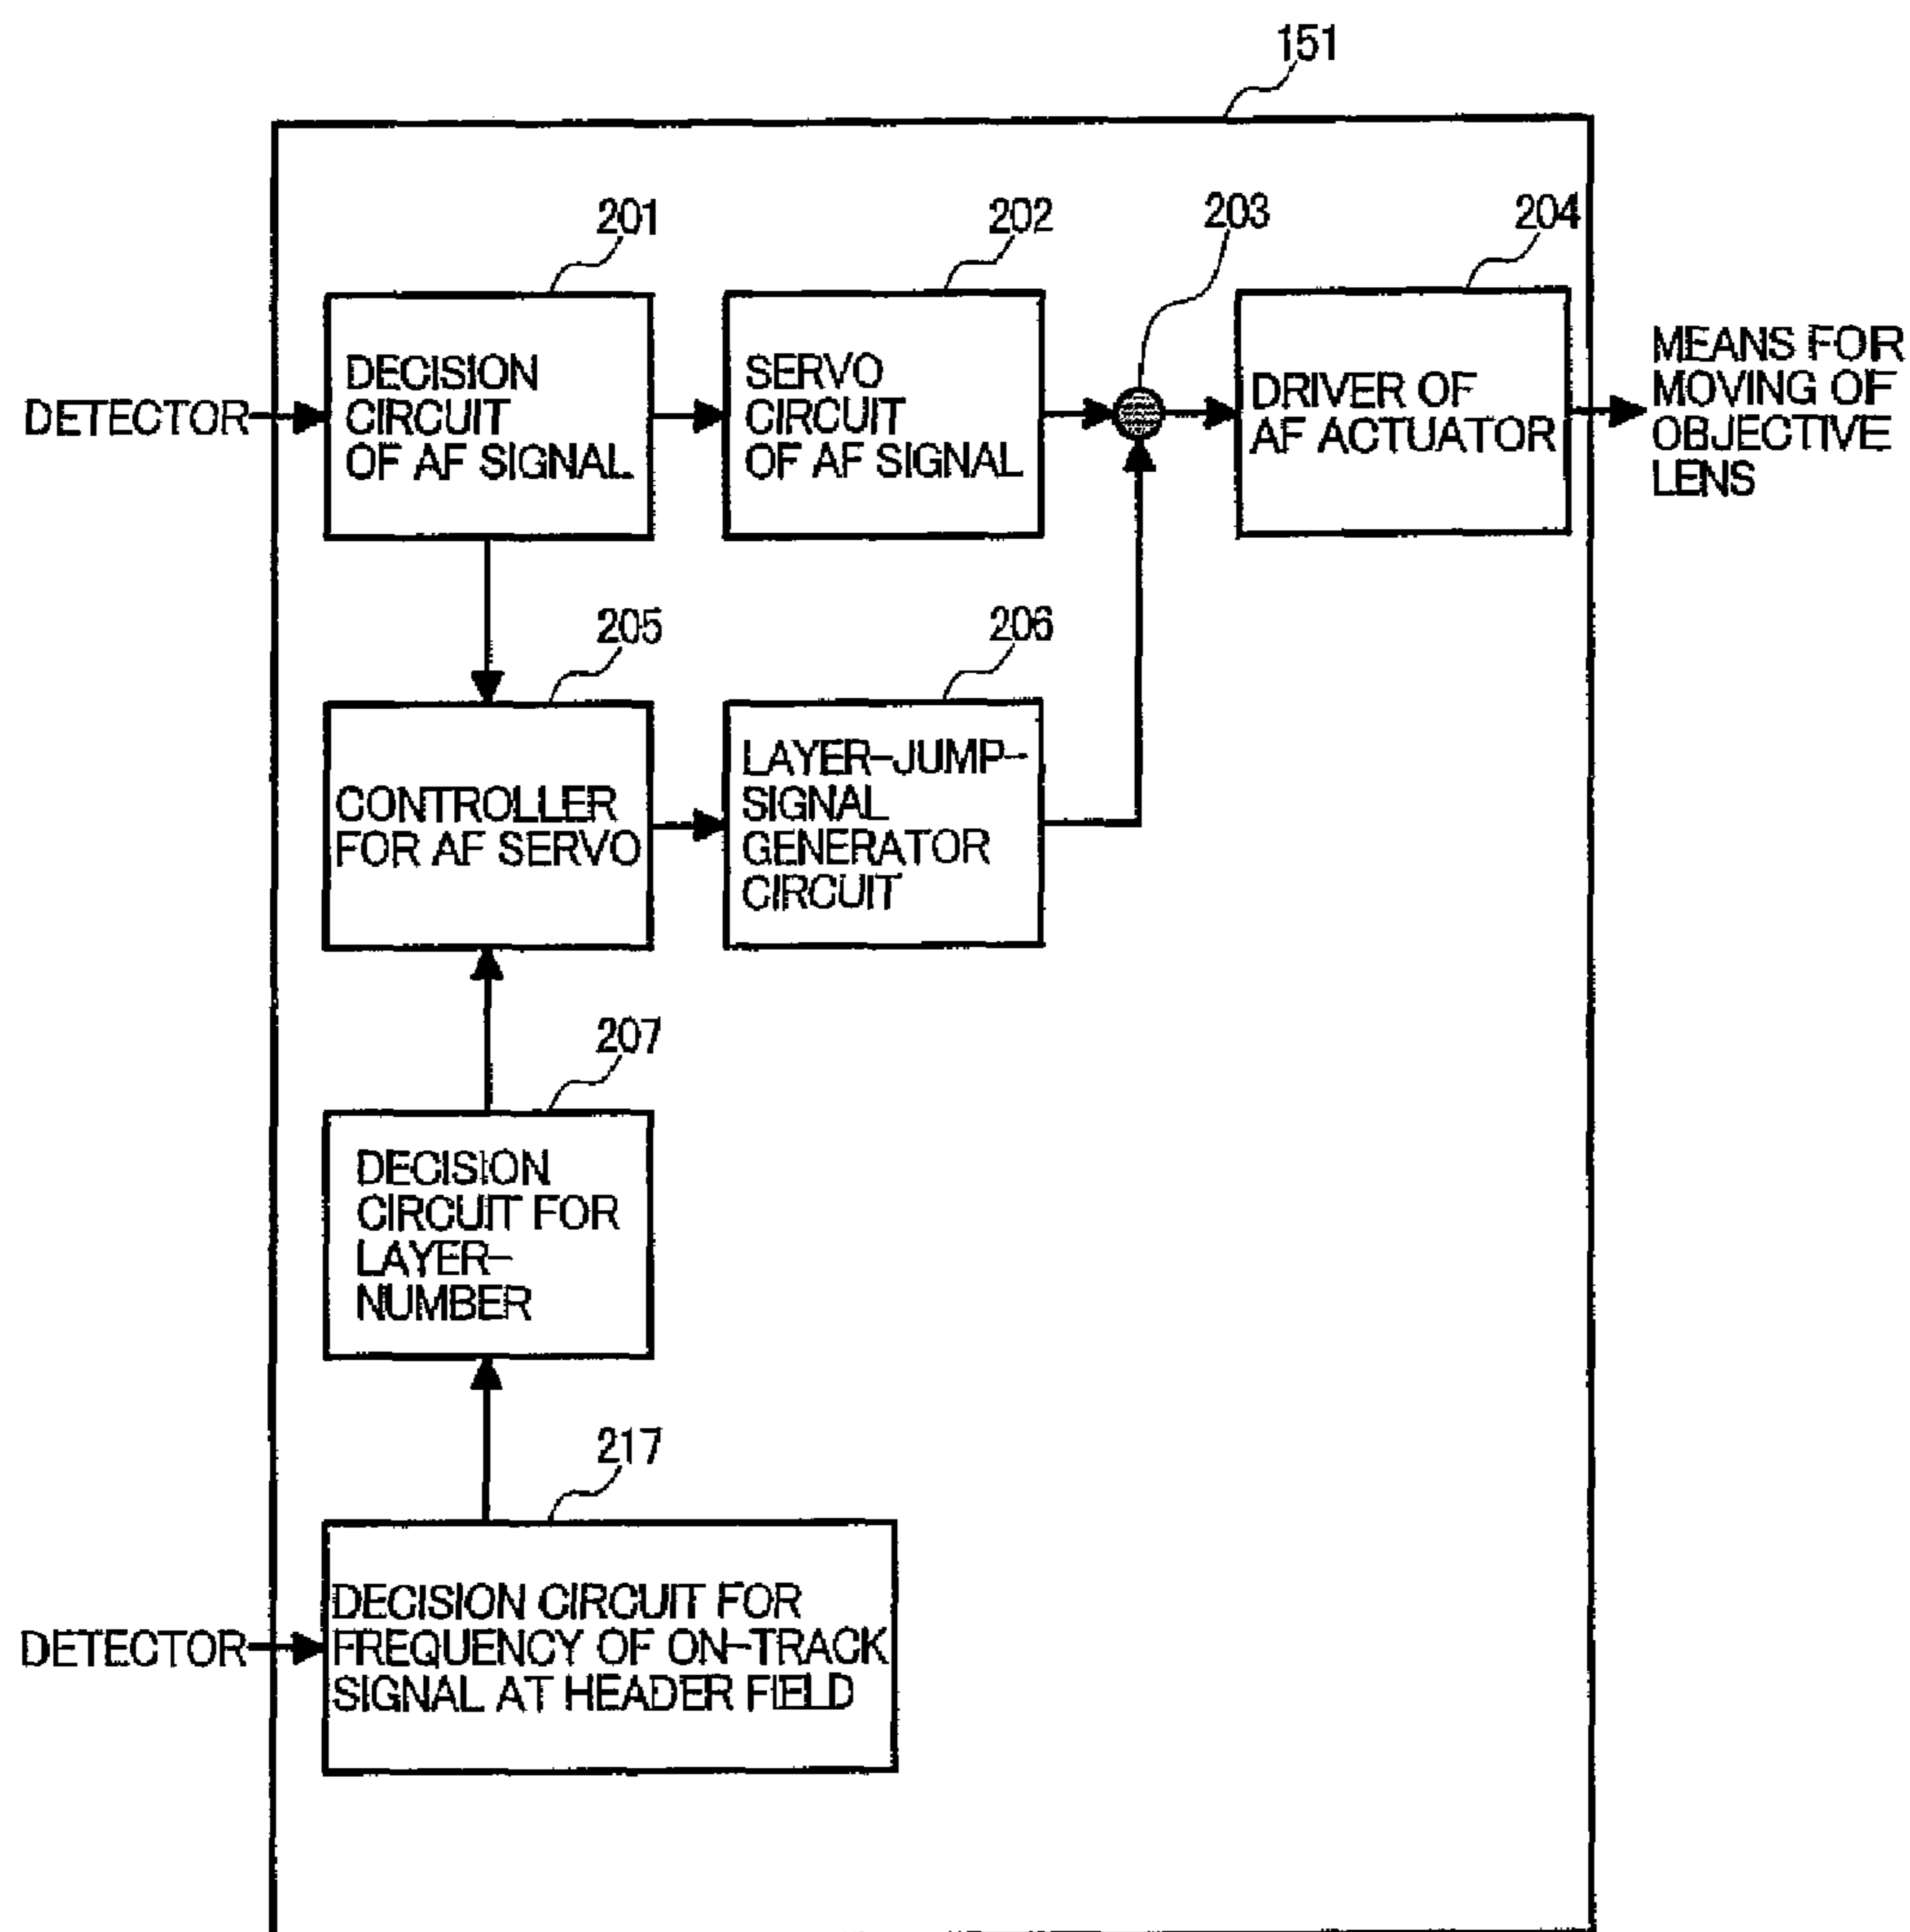 151
201
202
203
204
DETECTOR
DECISION
CIRCUIT
OF AF SIGNAL
SERVO
CIRCUIT
OF AF SIGNAL
DRIVER OF
AF ACTUATOR
MEANS FOR
MOVING OF
OBJECTIVE
LENS
205
206
CONTROLLER
FOR AF SERVO
LAYER-JUMP-
SIGNAL
GENERATOR
CIRCUIT
207
DECISION
CIRCUIT FOR
LAYER-
NUMBER
217
DETECTOR
DECISION CIRCUIT FOR
FREQUENCY OF ON-TRACK
SIGNAL AT HEADER FIELD